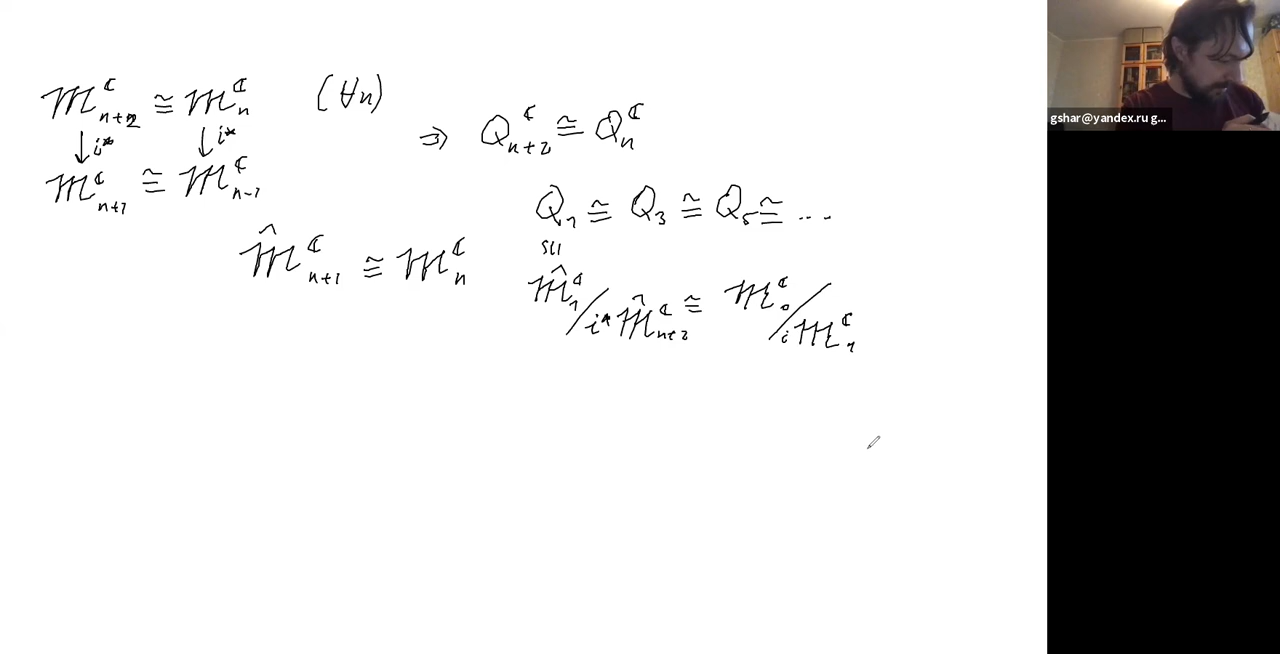 𝔐^ℂ_{n+2} ≅ 𝔐^ℂ_n (∀n)
↓i* ↓i*
𝔐^ℂ_{n+1} ≅ 𝔐^ℂ_{n-1}
⇒ Q^ℂ_{n+2} ≅ Q^ℂ_n
Q_1 ≅ Q_3 ≅ Q_5 ≅ ...
𝔐̂^ℂ_{n+1} ≅ 𝔐^ℂ_n
≅
𝔐̂^ℂ_1 / i* 𝔐̂^ℂ_{n+2} ≅ 𝔐^ℂ_0 / i 𝔐^ℂ_1
gshar@yandex.ru g...